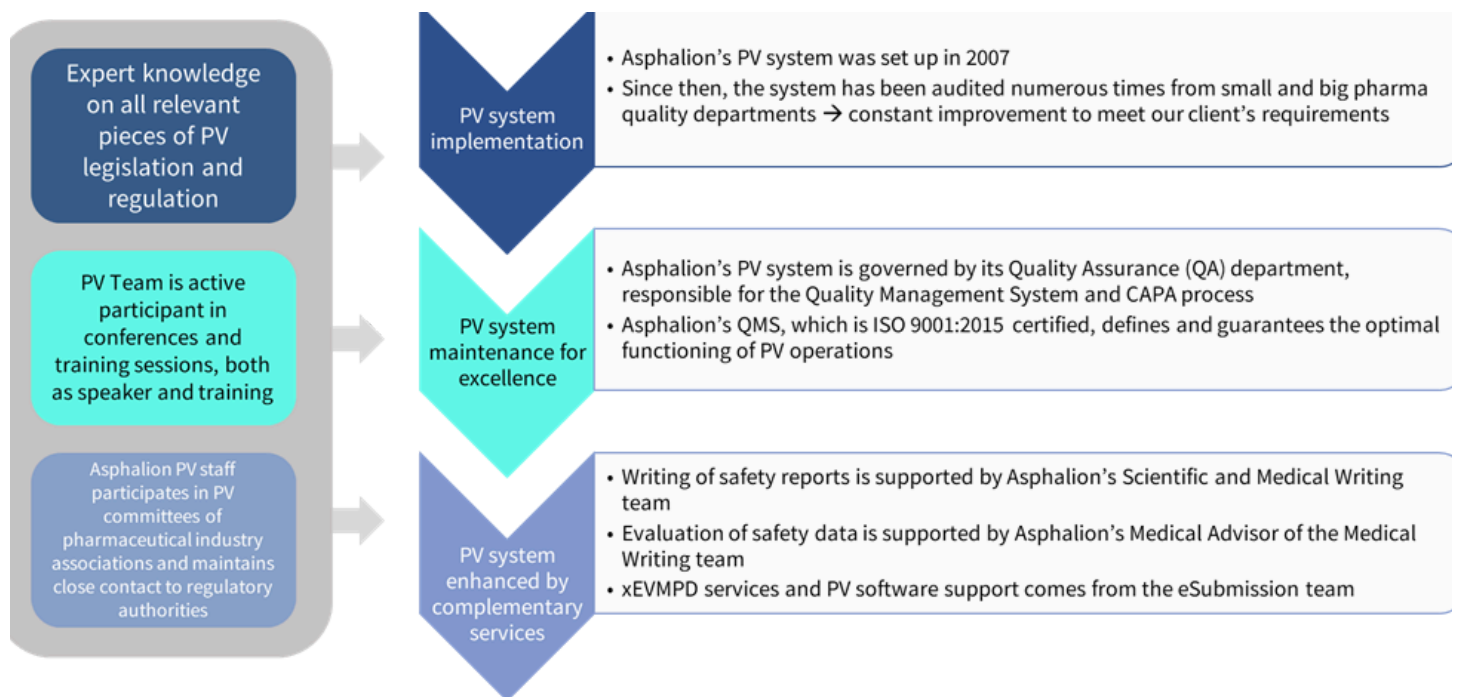 Expert knowledge
on all relevant
pieces of PV
legislation and
regulation
PV Team is active
participant in
conferences and
training sessions, both
as speaker and training
Asphalion PV staff
participates in PV
committees of
pharmaceutical industry
associations and maintains
close contact to regulatory
authorities
PV system
implementation
• Asphalion’s PV system was set up in 2007
• Since then, the system has been audited numerous times from small and big pharma
quality departments → constant improvement to meet our client’s requirements
PV system
maintenance for
excellence
• Asphalion’s PV system is governed by its Quality Assurance (QA) department,
responsible for the Quality Management System and CAPA process
• Asphalion’s QMS, which is ISO 9001:2015 certified, defines and guarantees the optimal
functioning of PV operations
PV system
enhanced by
complementary
services
• Writing of safety reports is supported by Asphalion’s Scientific and Medical Writing
team
• Evaluation of safety data is supported by Asphalion’s Medical Advisor of the Medical
Writing team
• xEVMPD services and PV software support comes from the eSubmission team